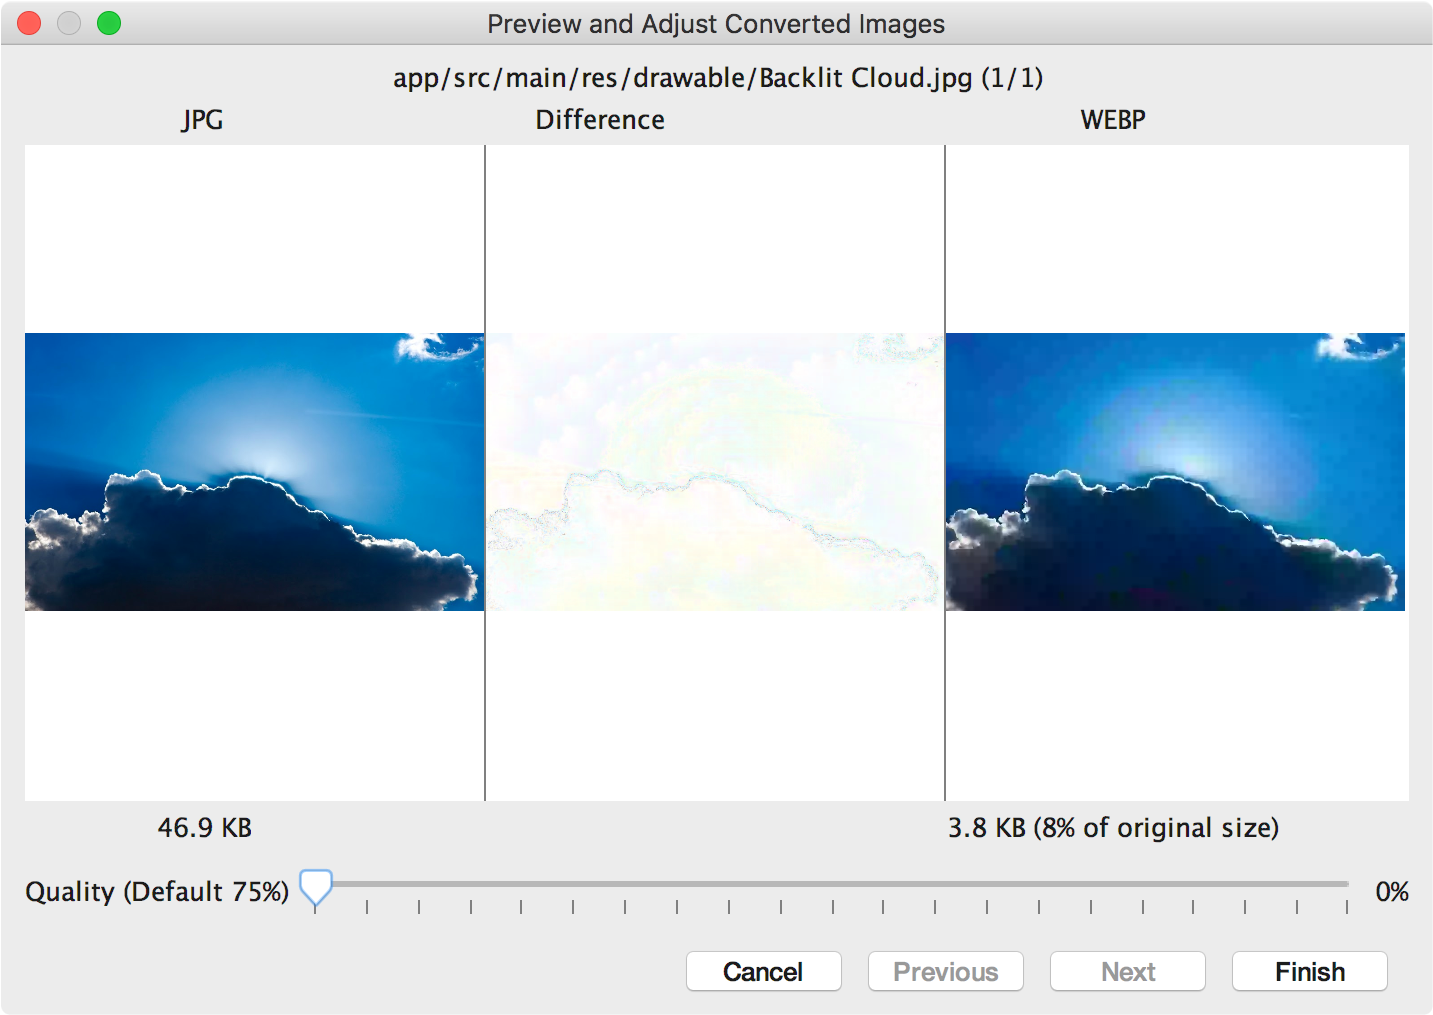 Preview and Adjust Converted Images
app/src/main/res/drawable/Backlit Cloud.jpg (1/1)
JPG Difference WEBP
46.9 KB 3.8 KB (8% of original size)
Quality (Default 75%) 0%
Cancel Previous Next Finish